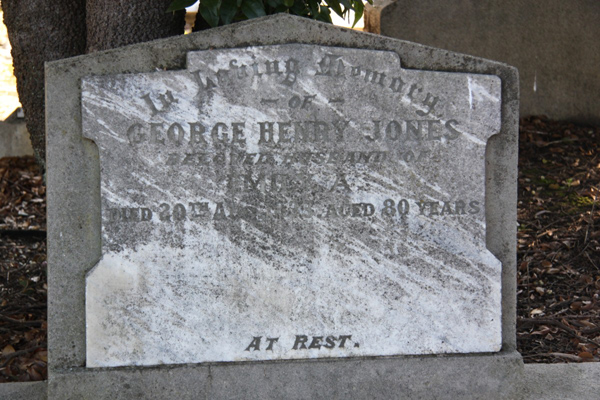 In Loving Memory
— OF —
GEORGE HENRY JONES
BELOVED HUSBAND OF
DIED 20TH AGED 80 YEARS
AT REST.